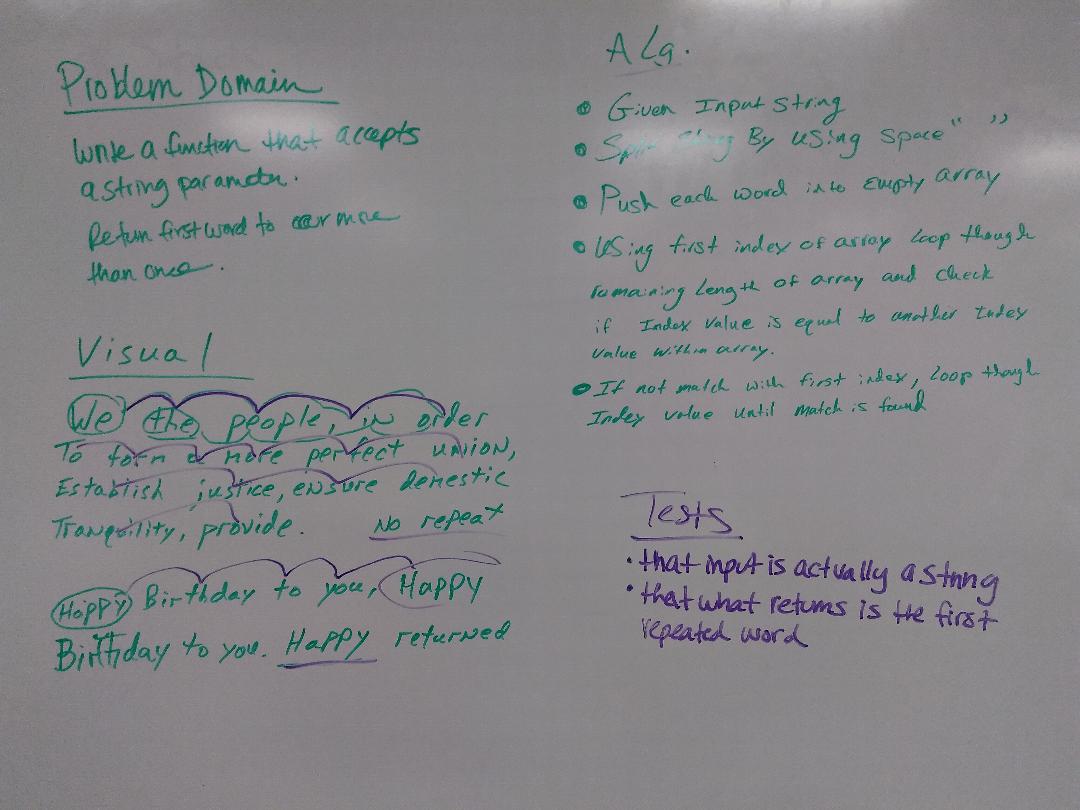 Problem Domain
Write a function that accepts
a string parameter.
Return first word to occur more
than once.
Visual
We the people, in order
To form a more perfect union,
Establish justice, ensure domestic
Tranquility, provide. No repeat
Happy Birthday to you, Happy
Birthday to you. Happy returned
Alg.
• Given Input String
• Split String By using space " "
• Push each word into empty array
• Using first index of array loop though
remaining length of array and check
if Index value is equal to another Index
value within array.
• If not match with first index, loop though
Index value until match is found
Tests
• that input is actually a string
• that what returns is the first
repeated word